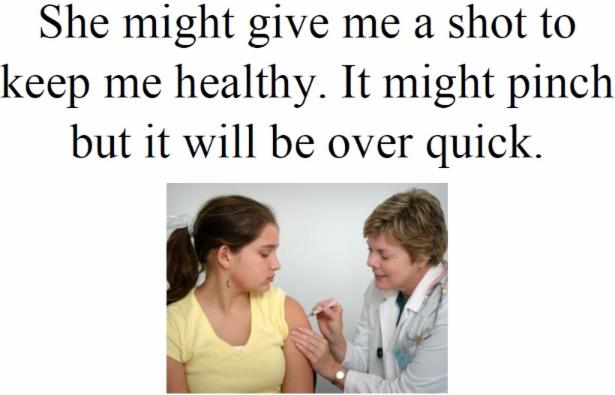 She might give me a shot to
keep me healthy. It might pinch
but it will be over quick.